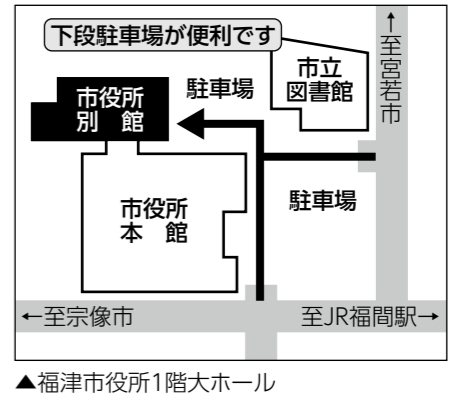 下段駐車場が便利です
↑至宮若市
市立
図書館
駐車場
市役所
別 館
駐車場
市役所
本 館
←至宗像市
至JR福間駅→
▲福津市役所1階大ホール